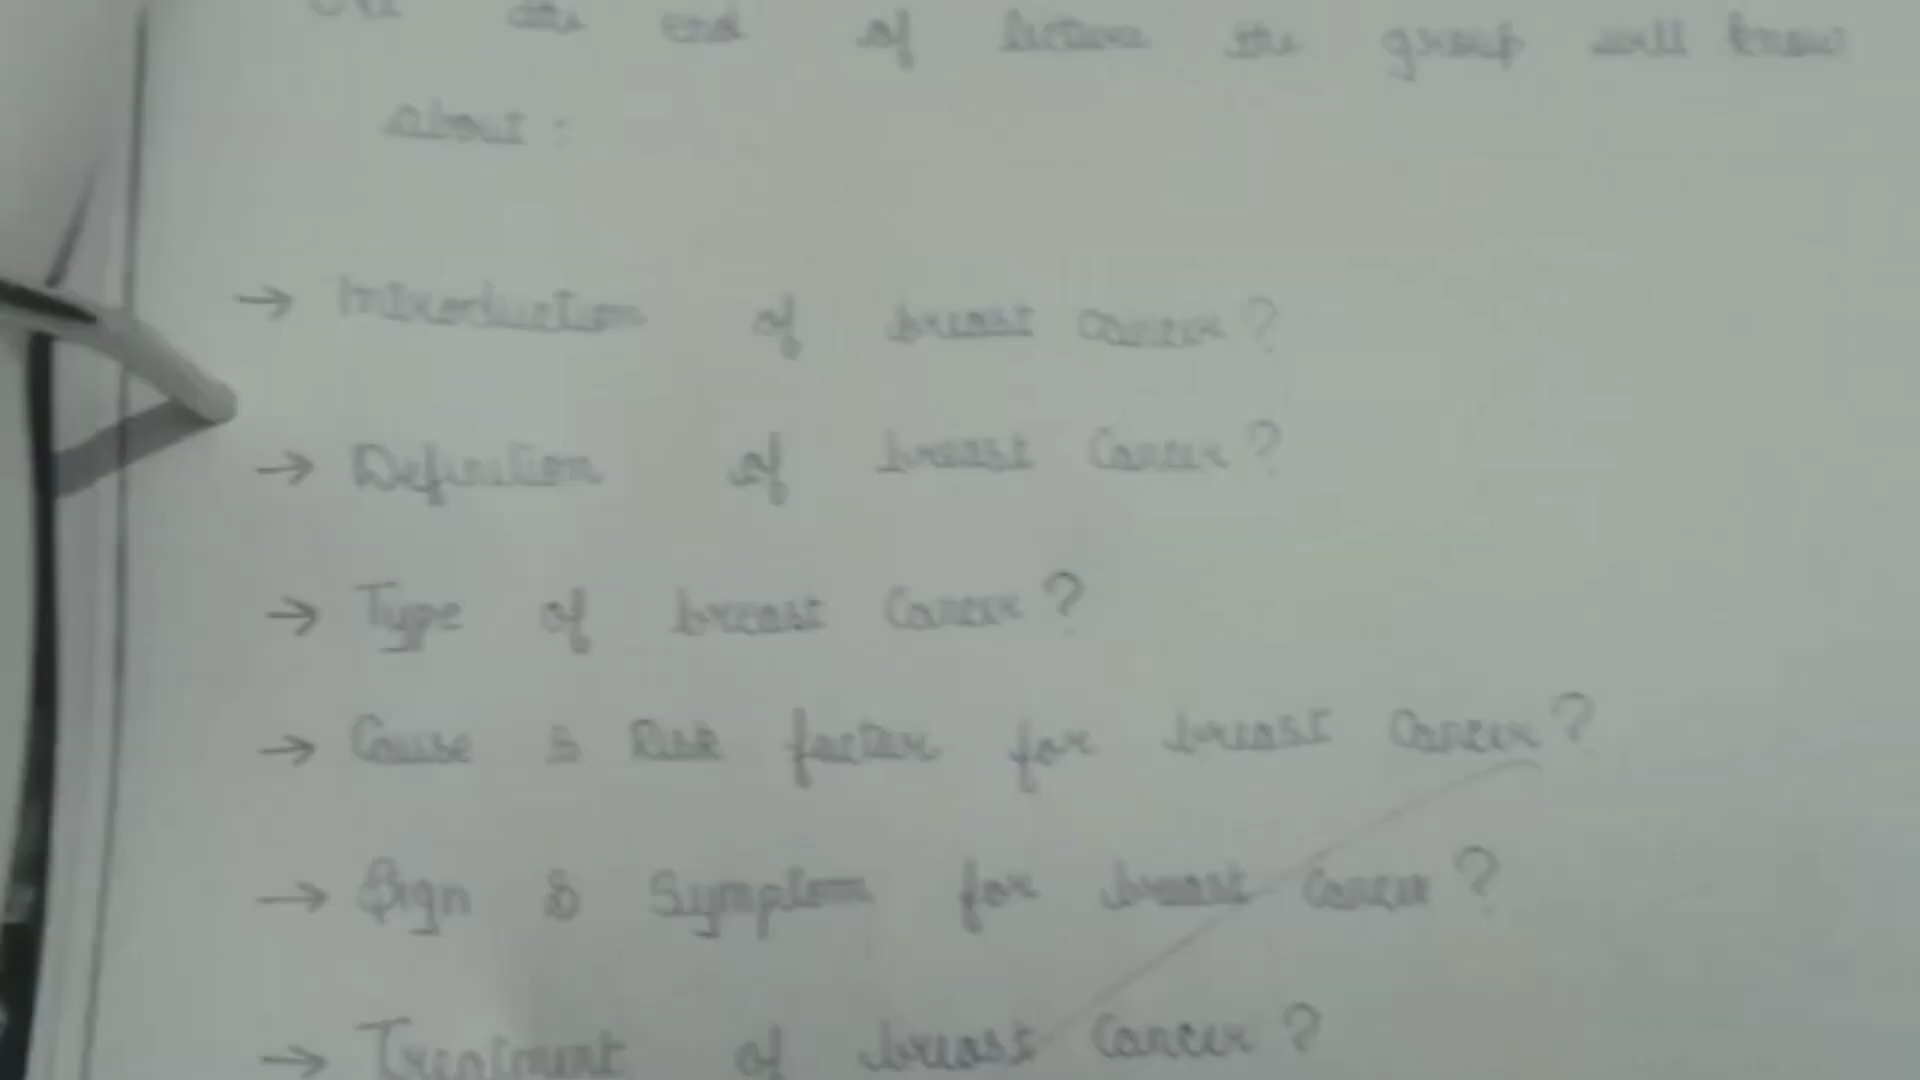 the end of lecture the group will know
about:
→ Introduction of breast cancer?
→ Definition of breast Cancer?
→ Type of breast Cancer?
→ Cause & Risk factor for breast Cancer?
→ Sign & Symptom for breast Cancer?
→ Treatment of breast Cancer?